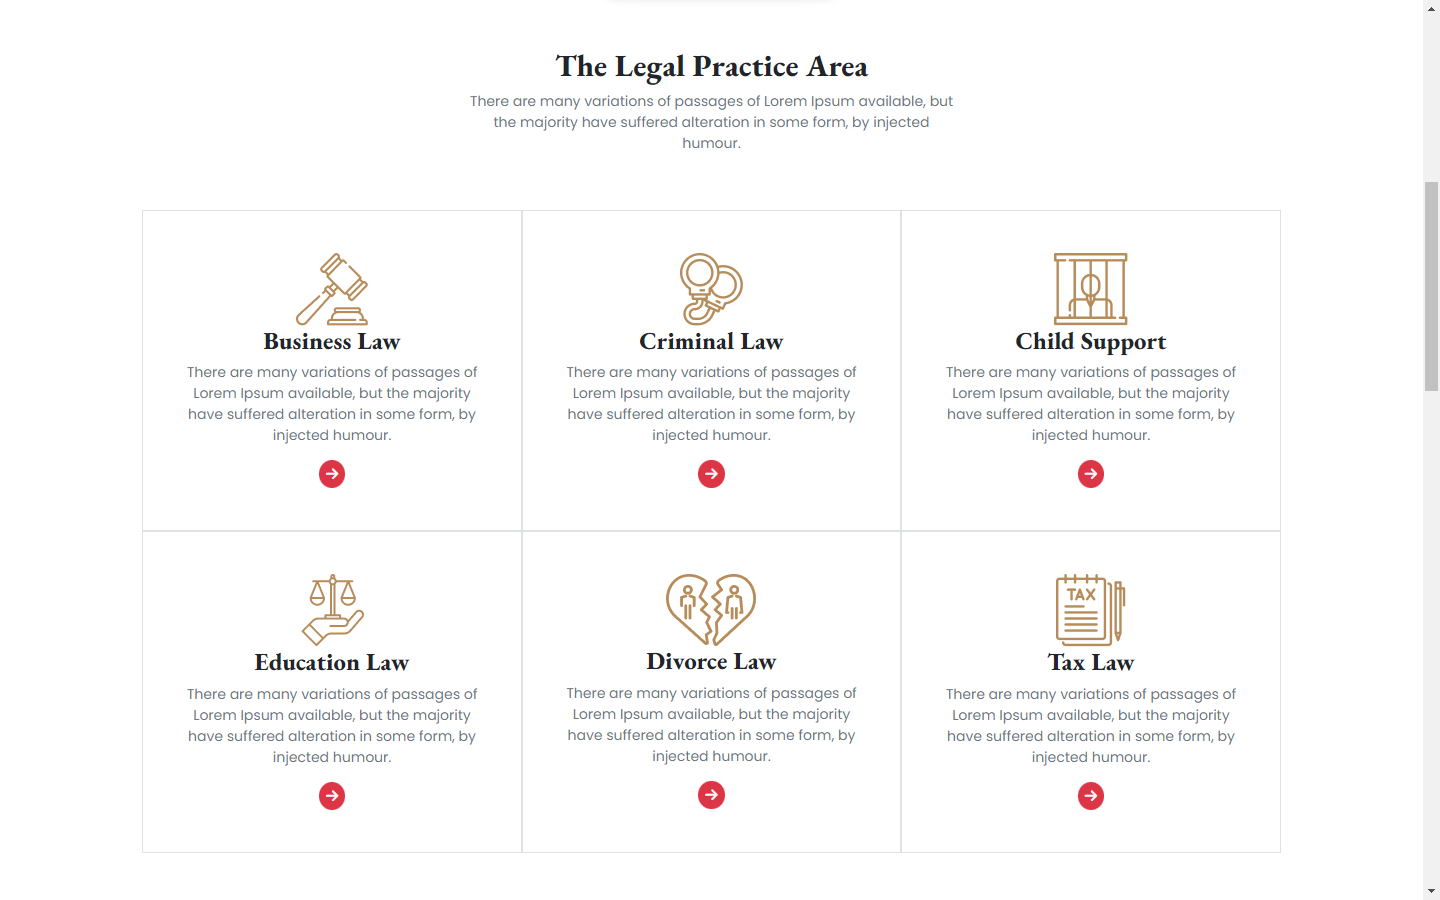 The Legal Practice Area
There are many variations of passages of Lorem Ipsum available, but
the majority have suffered alteration in some form, by injected
humour.
Business Law
There are many variations of passages of
Lorem Ipsum available, but the majority
have suffered alteration in some form, by
injected humour.
Criminal Law
There are many variations of passages of
Lorem Ipsum available, but the majority
have suffered alteration in some form, by
injected humour.
Child Support
There are many variations of passages of
Lorem Ipsum available, but the majority
have suffered alteration in some form, by
injected humour.
Education Law
There are many variations of passages of
Lorem Ipsum available, but the majority
have suffered alteration in some form, by
injected humour.
Divorce Law
There are many variations of passages of
Lorem Ipsum available, but the majority
have suffered alteration in some form, by
injected humour.
TAX
Tax Law
There are many variations of passages of
Lorem Ipsum available, but the majority
have suffered alteration in some form, by
injected humour.